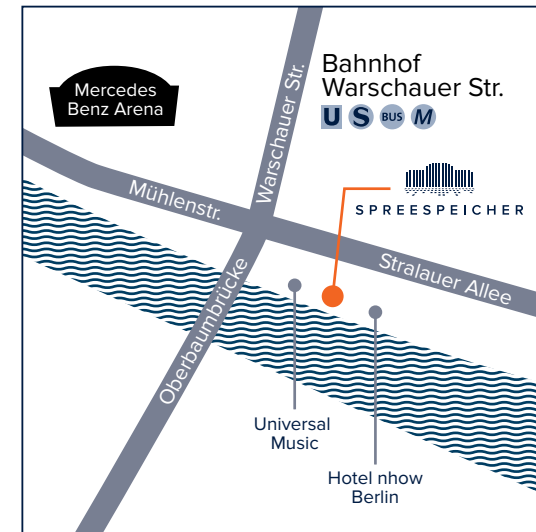 Mercedes
Benz Arena
Warschauer Str.
Bahnhof
Warschauer Str.
U S BUS M
Mühlenstr.
SPREESPEICHER
Stralauer Allee
Oberbaumbrücke
Universal
Music
Hotel nhow
Berlin